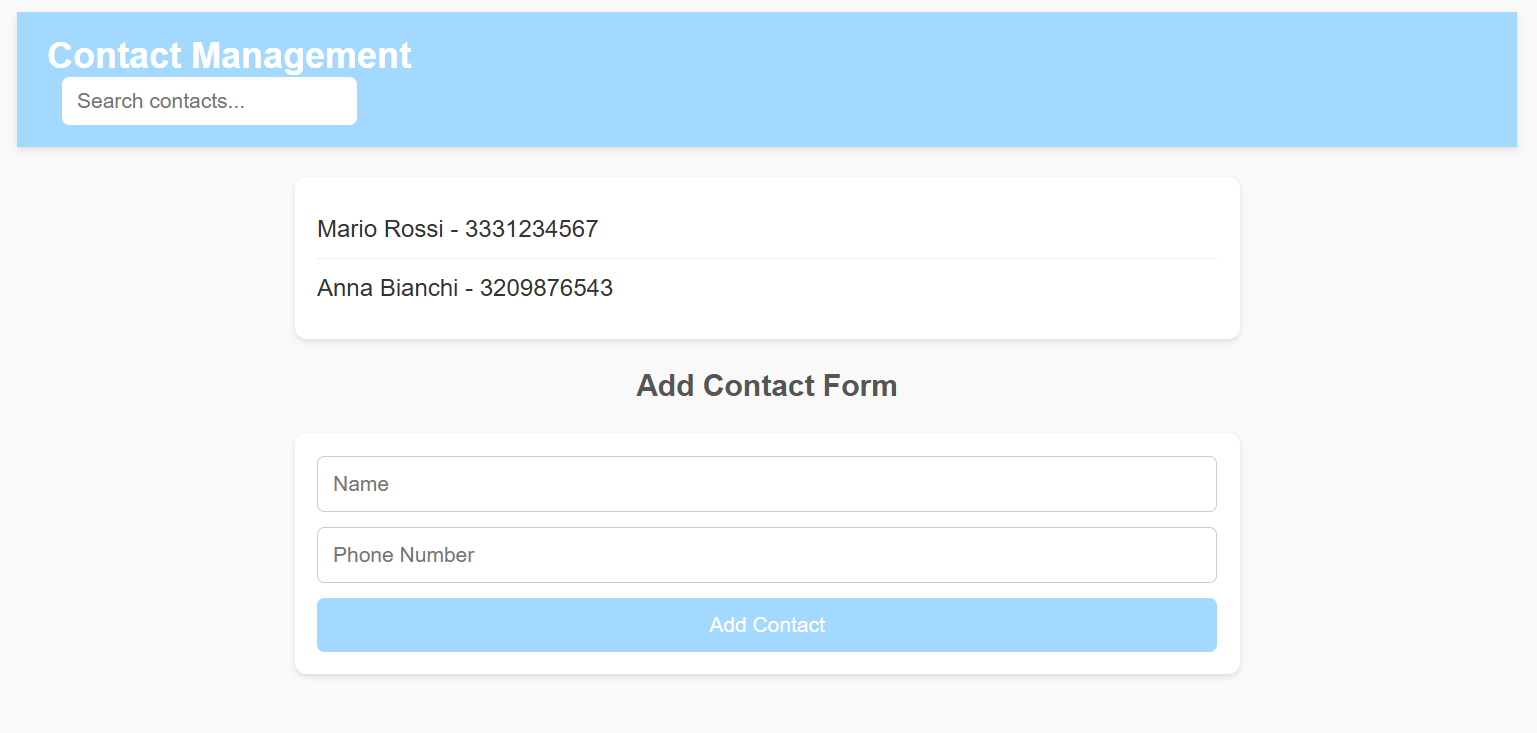 Contact Management
Search contacts...
Mario Rossi - 3331234567
Anna Bianchi - 3209876543
Add Contact Form
Name
Phone Number
Add Contact